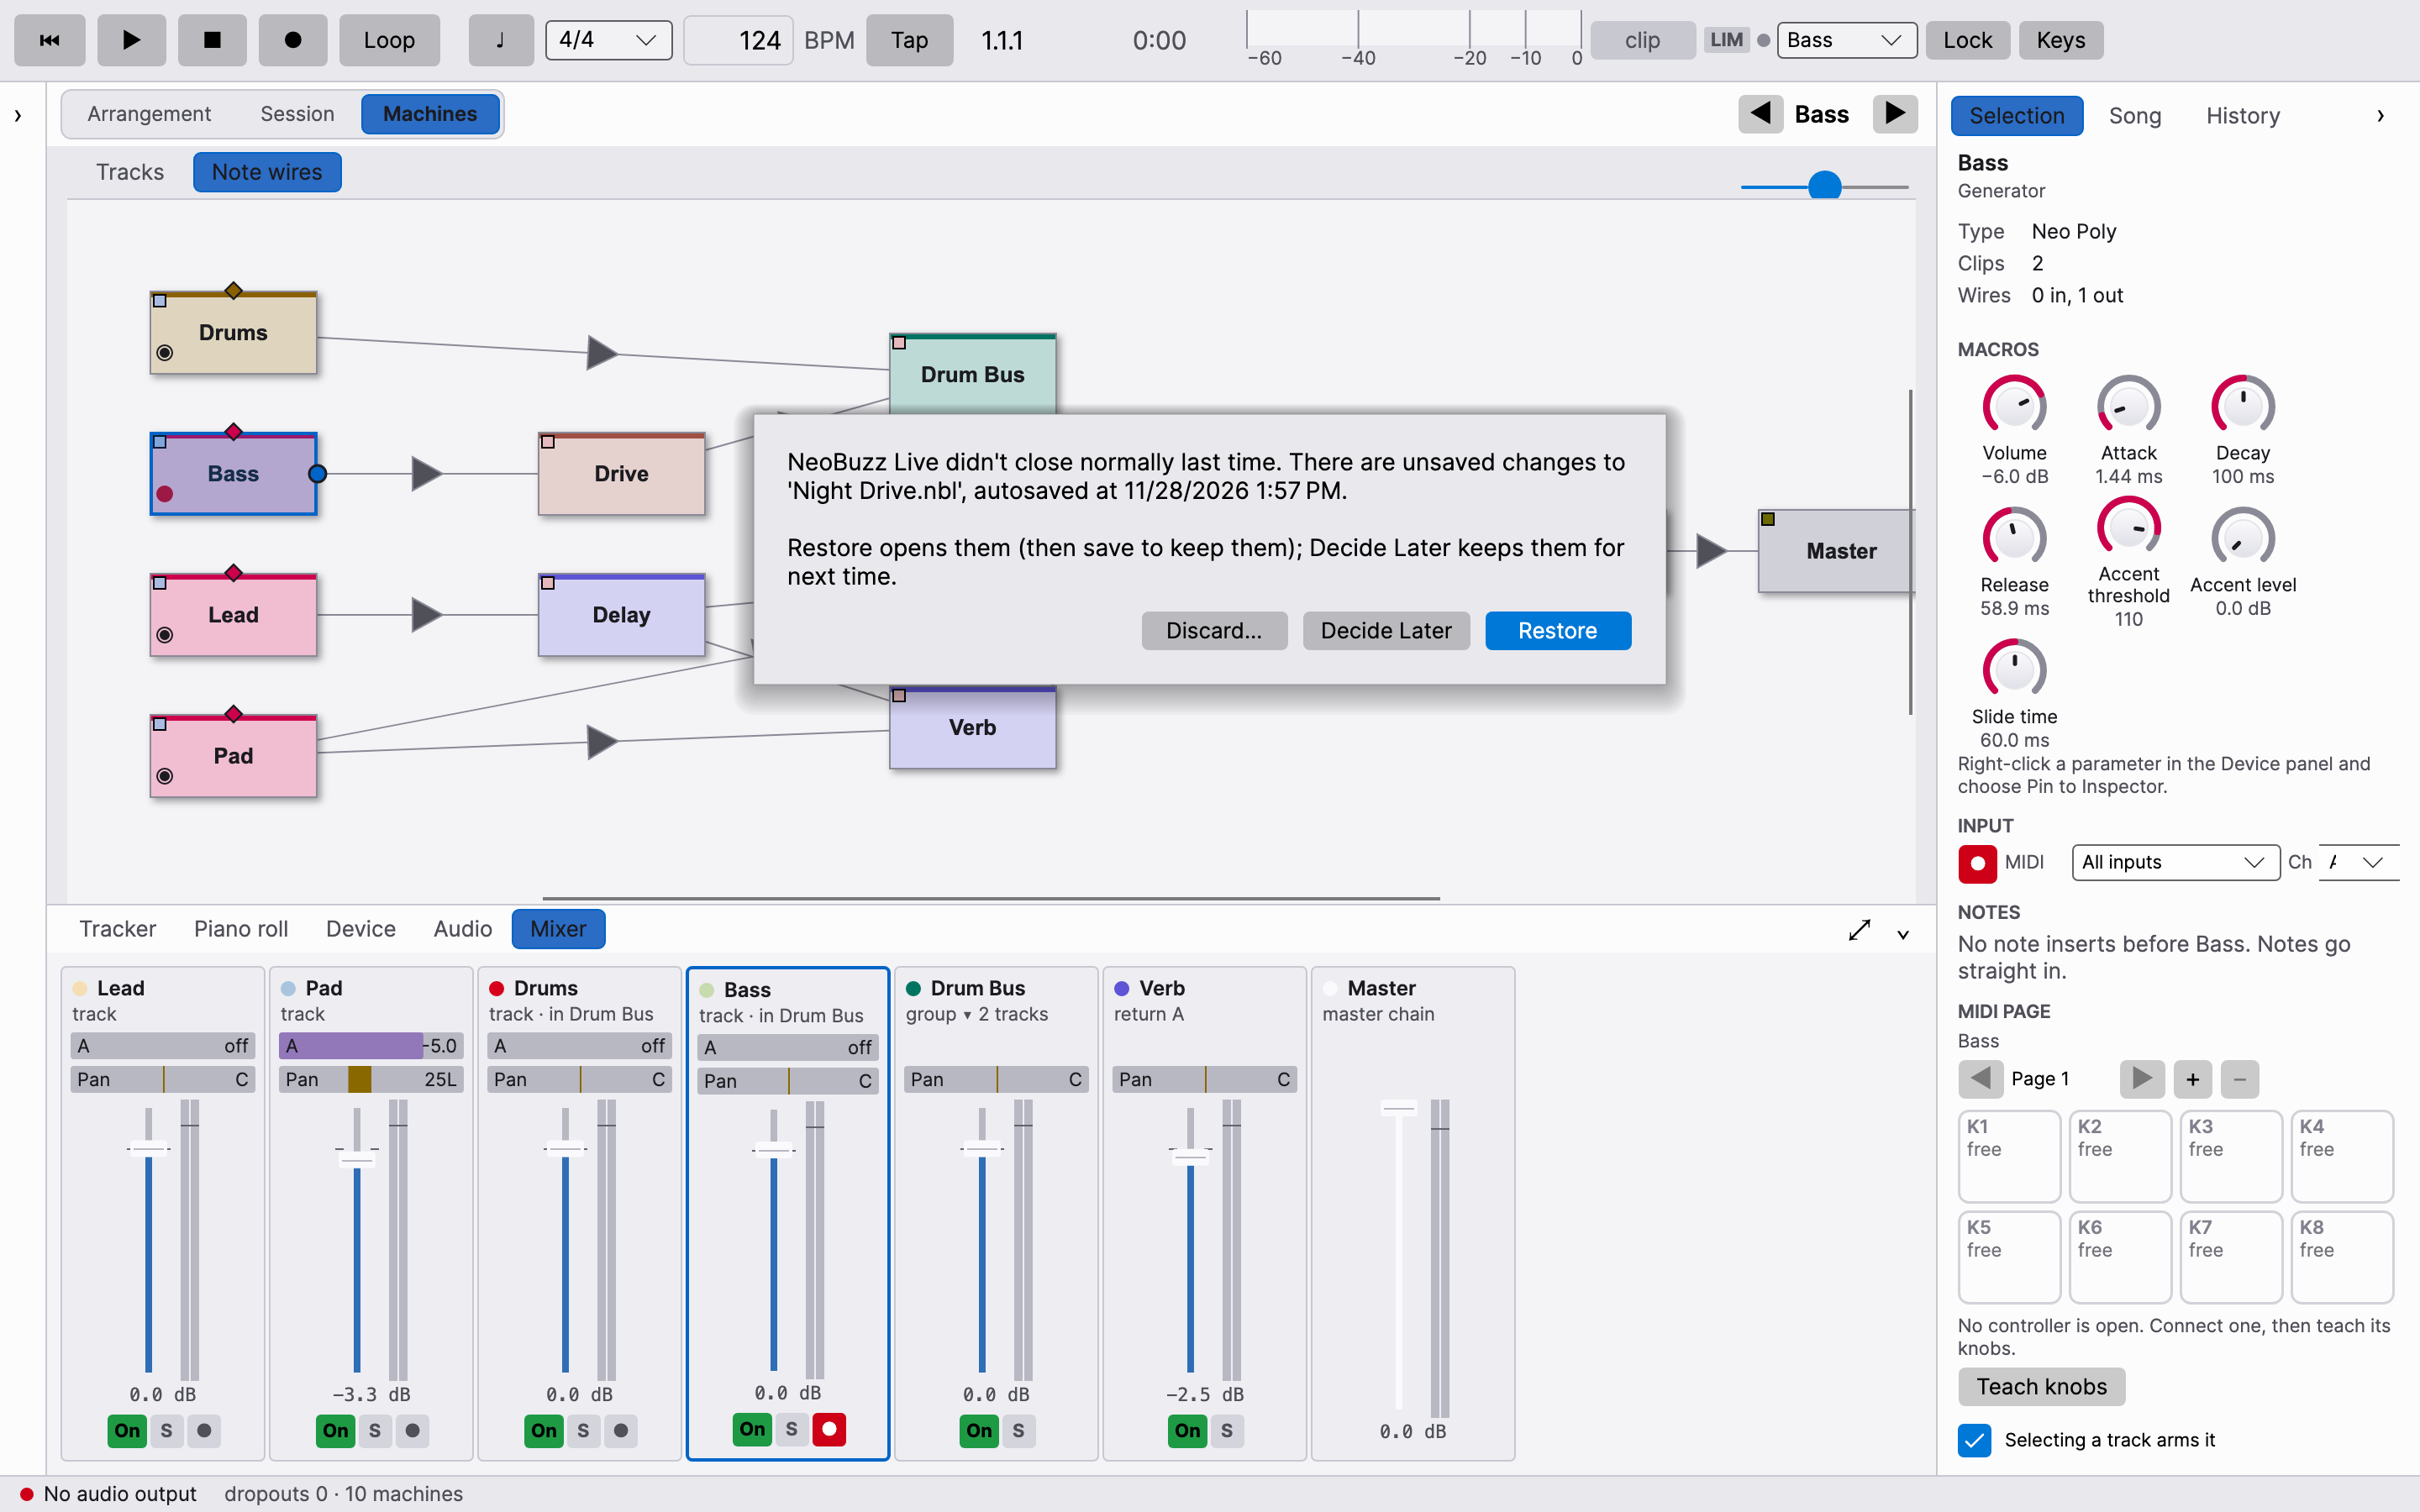 Loop
4/4
124
BPM
Tap
1.1.1
0:00
−60
−40
−20
−10
0
clip
LIM
Bass
Lock
Keys
Arrangement
Session
Machines
Bass
Tracks
Note wires
Drums
Drum Bus
Bass
Drive
Lead
Delay
Pad
Verb
Master
NeoBuzz Live didn't close normally last time. There are unsaved changes to
'Night Drive.nbl', autosaved at 11/28/2026 1:57 PM.
Restore opens them (then save to keep them); Decide Later keeps them for
next time.
Discard...
Decide Later
Restore
Selection
Song
History
Bass
Generator
Type Neo Poly
Clips 2
Wires 0 in, 1 out
MACROS
Volume
−6.0 dB
Attack
1.44 ms
Decay
100 ms
Release
58.9 ms
Accent
threshold
110
Accent level
0.0 dB
Slide time
60.0 ms
Right-click a parameter in the Device panel and
choose Pin to Inspector.
INPUT
MIDI
All inputs
Ch
NOTES
No note inserts before Bass. Notes go
straight in.
MIDI PAGE
Bass
Page 1
+
−
K1
free
K2
free
K3
free
K4
free
K5
free
K6
free
K7
free
K8
free
No controller is open. Connect one, then teach its
knobs.
Teach knobs
Selecting a track arms it
Tracker
Piano roll
Device
Audio
Mixer
Lead
track
A off
Pan C
0.0 dB
On S
Pad
track
A −5.0
Pan 25L
−3.3 dB
On S
Drums
track · in Drum Bus
A off
Pan C
0.0 dB
On S
Bass
track · in Drum Bus
A off
Pan C
0.0 dB
On S
Drum Bus
group ▾ 2 tracks
Pan C
0.0 dB
On S
Verb
return A
Pan C
−2.5 dB
On S
Master
master chain
0.0 dB
No audio output
dropouts 0 · 10 machines